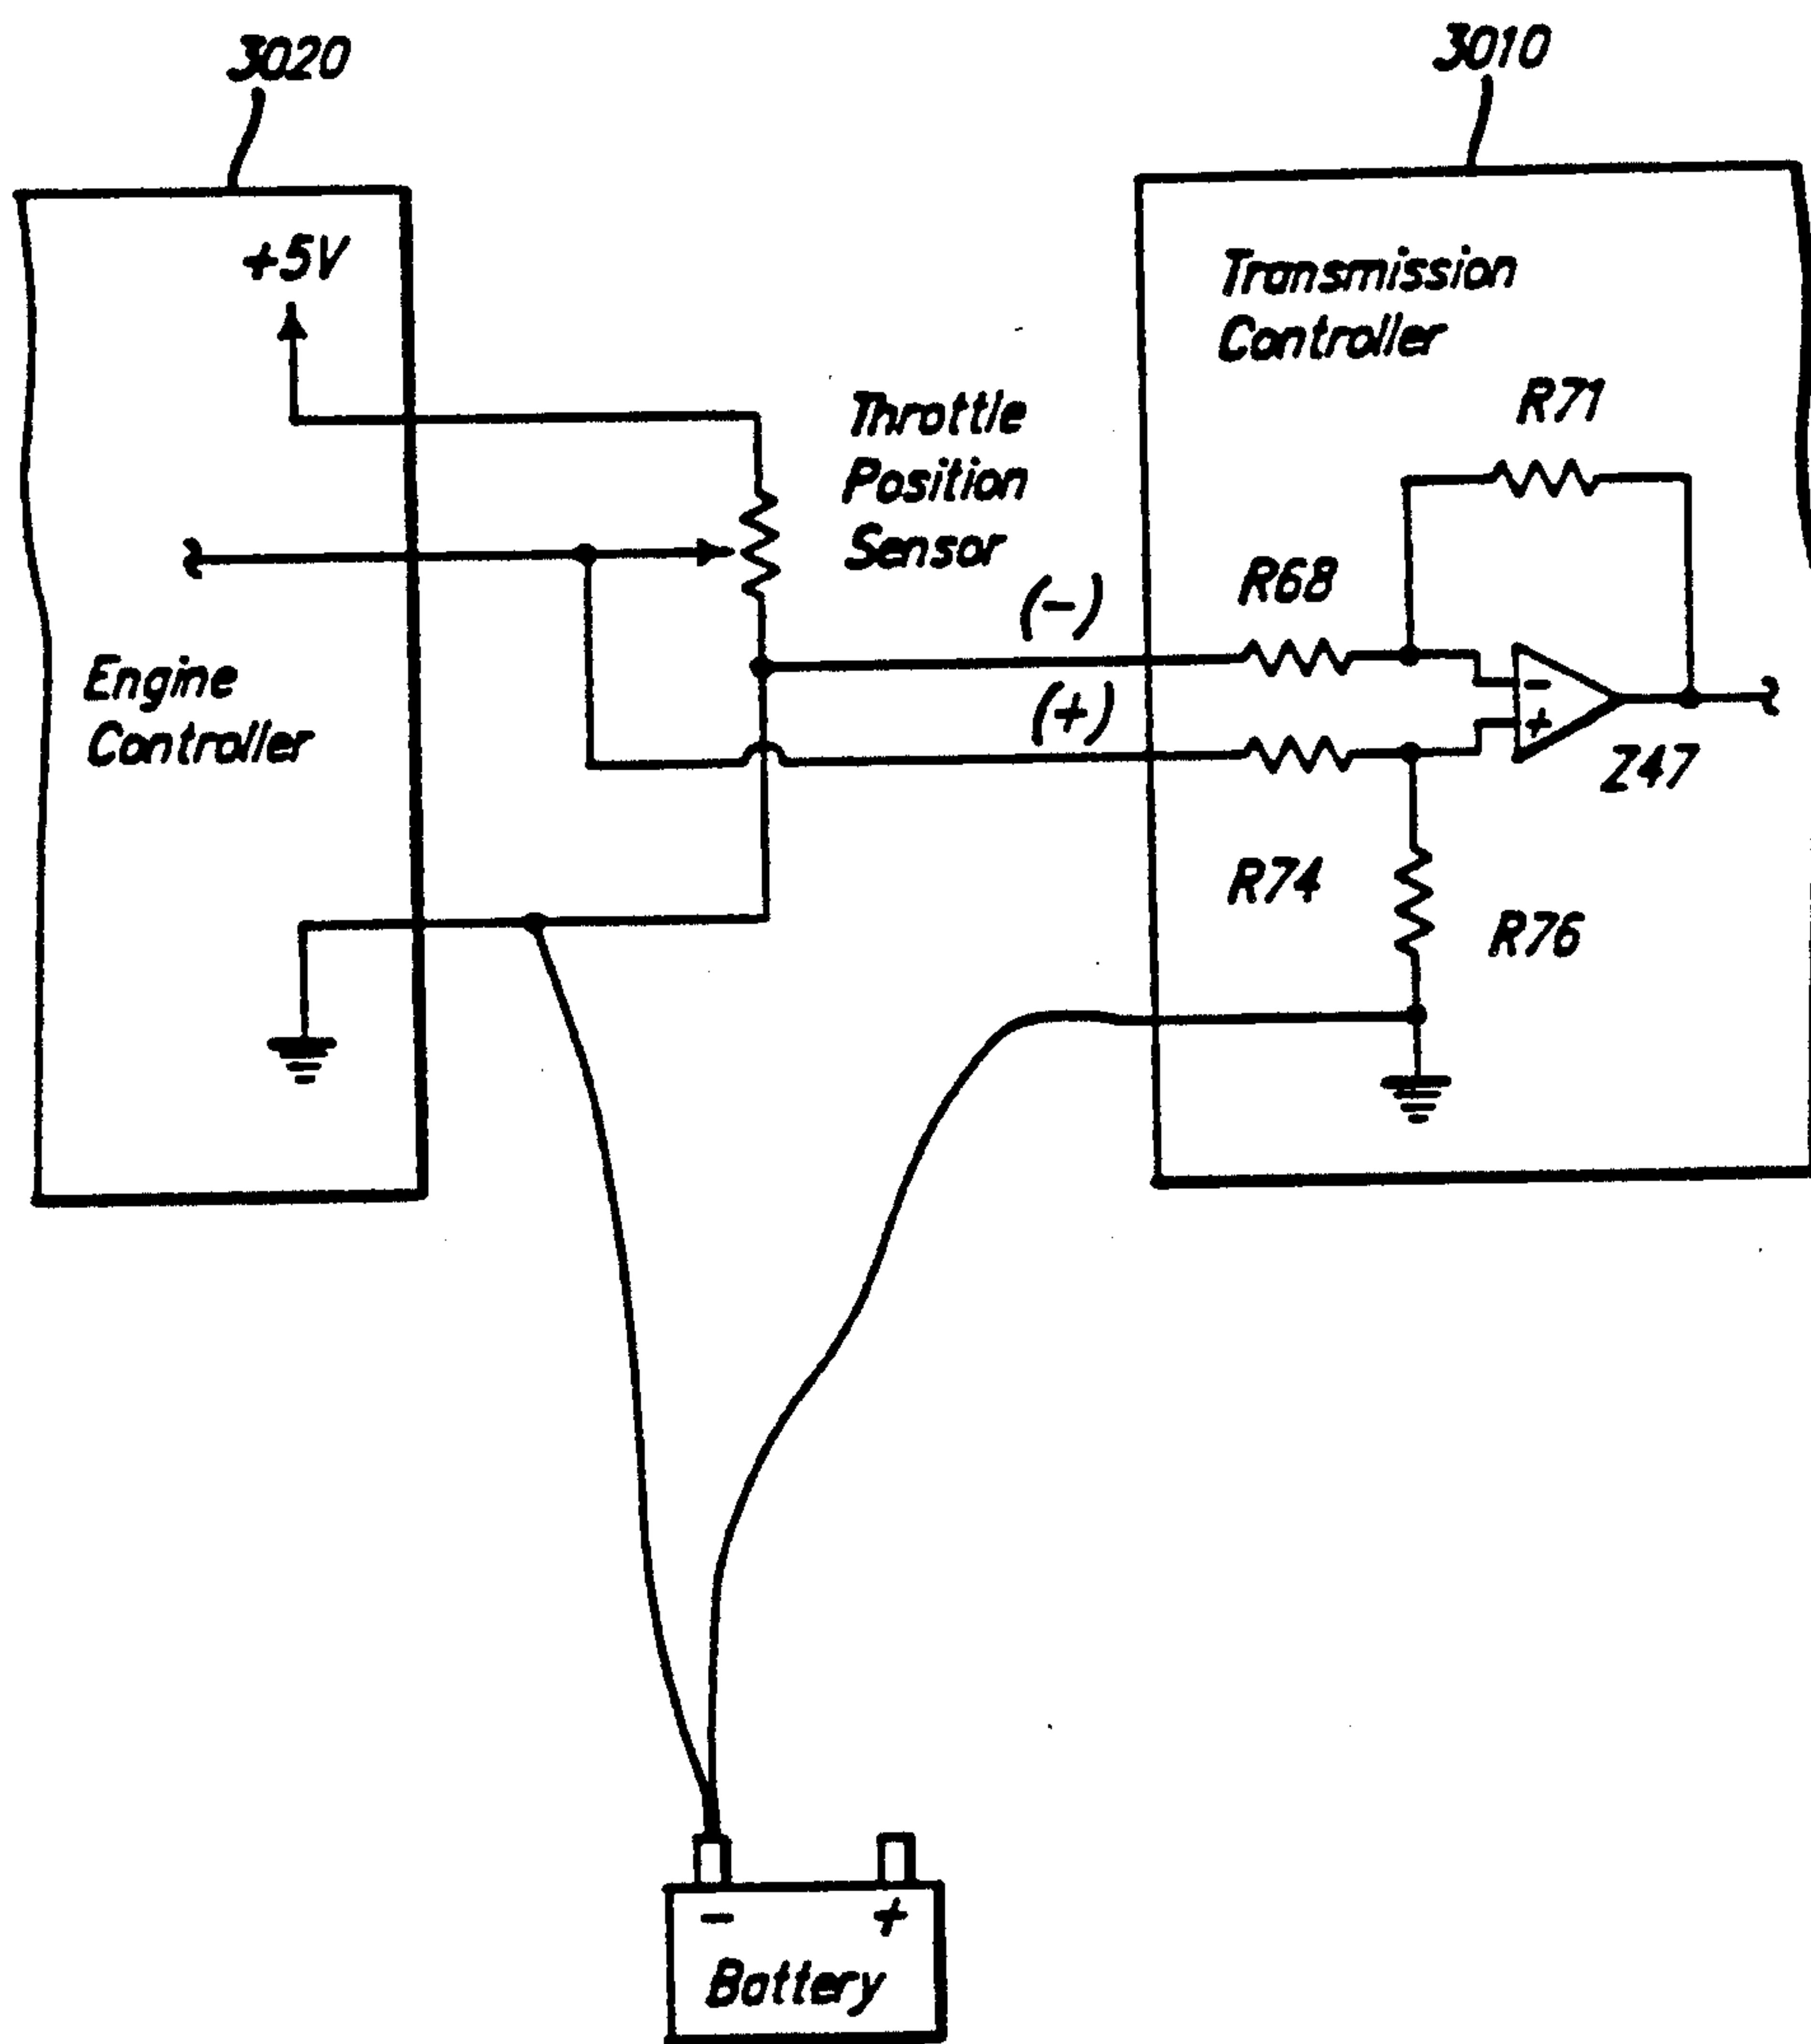 3020
3010
+5V
Transmission
Controller
R71
Throttle
Position
Sensor
R68
(-)
(+)
-
+
Z47
Engine
Controller
R74
R76
- +
Battery